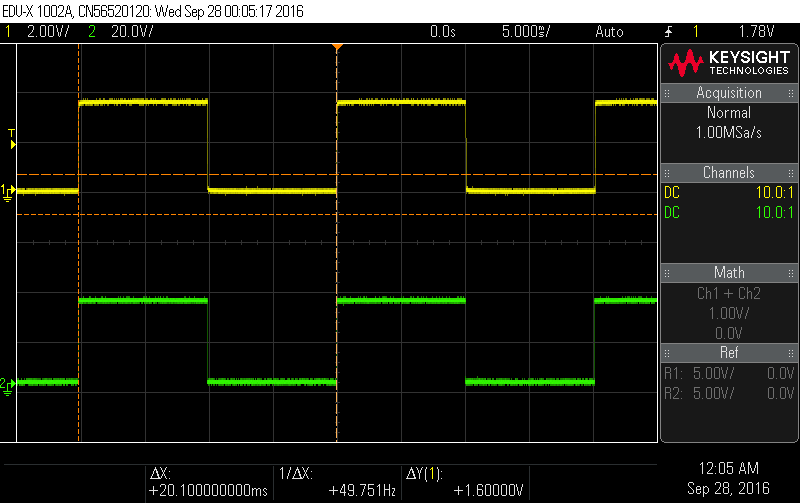 EDU-X 1002A, CN56520120: Wed Sep 28 00:05:17 2016
1 2.00V/ 2 20.0V/ 0.0s 5.000ms/ Auto 1 1.78V
KEYSIGHT
TECHNOLOGIES
Acquisition
Normal
1.00MSa/s
Channels
DC 10.0:1
DC 10.0:1
Math
Ch1 + Ch2
1.00V/
0.0V
Ref
R1: 5.00V/ 0.0V
R2: 5.00V/ 0.0V
T
1
2
ΔX:
+20.100000000ms
1/ΔX:
+49.751Hz
ΔY(1):
+1.60000V
12:05 AM
Sep 28, 2016